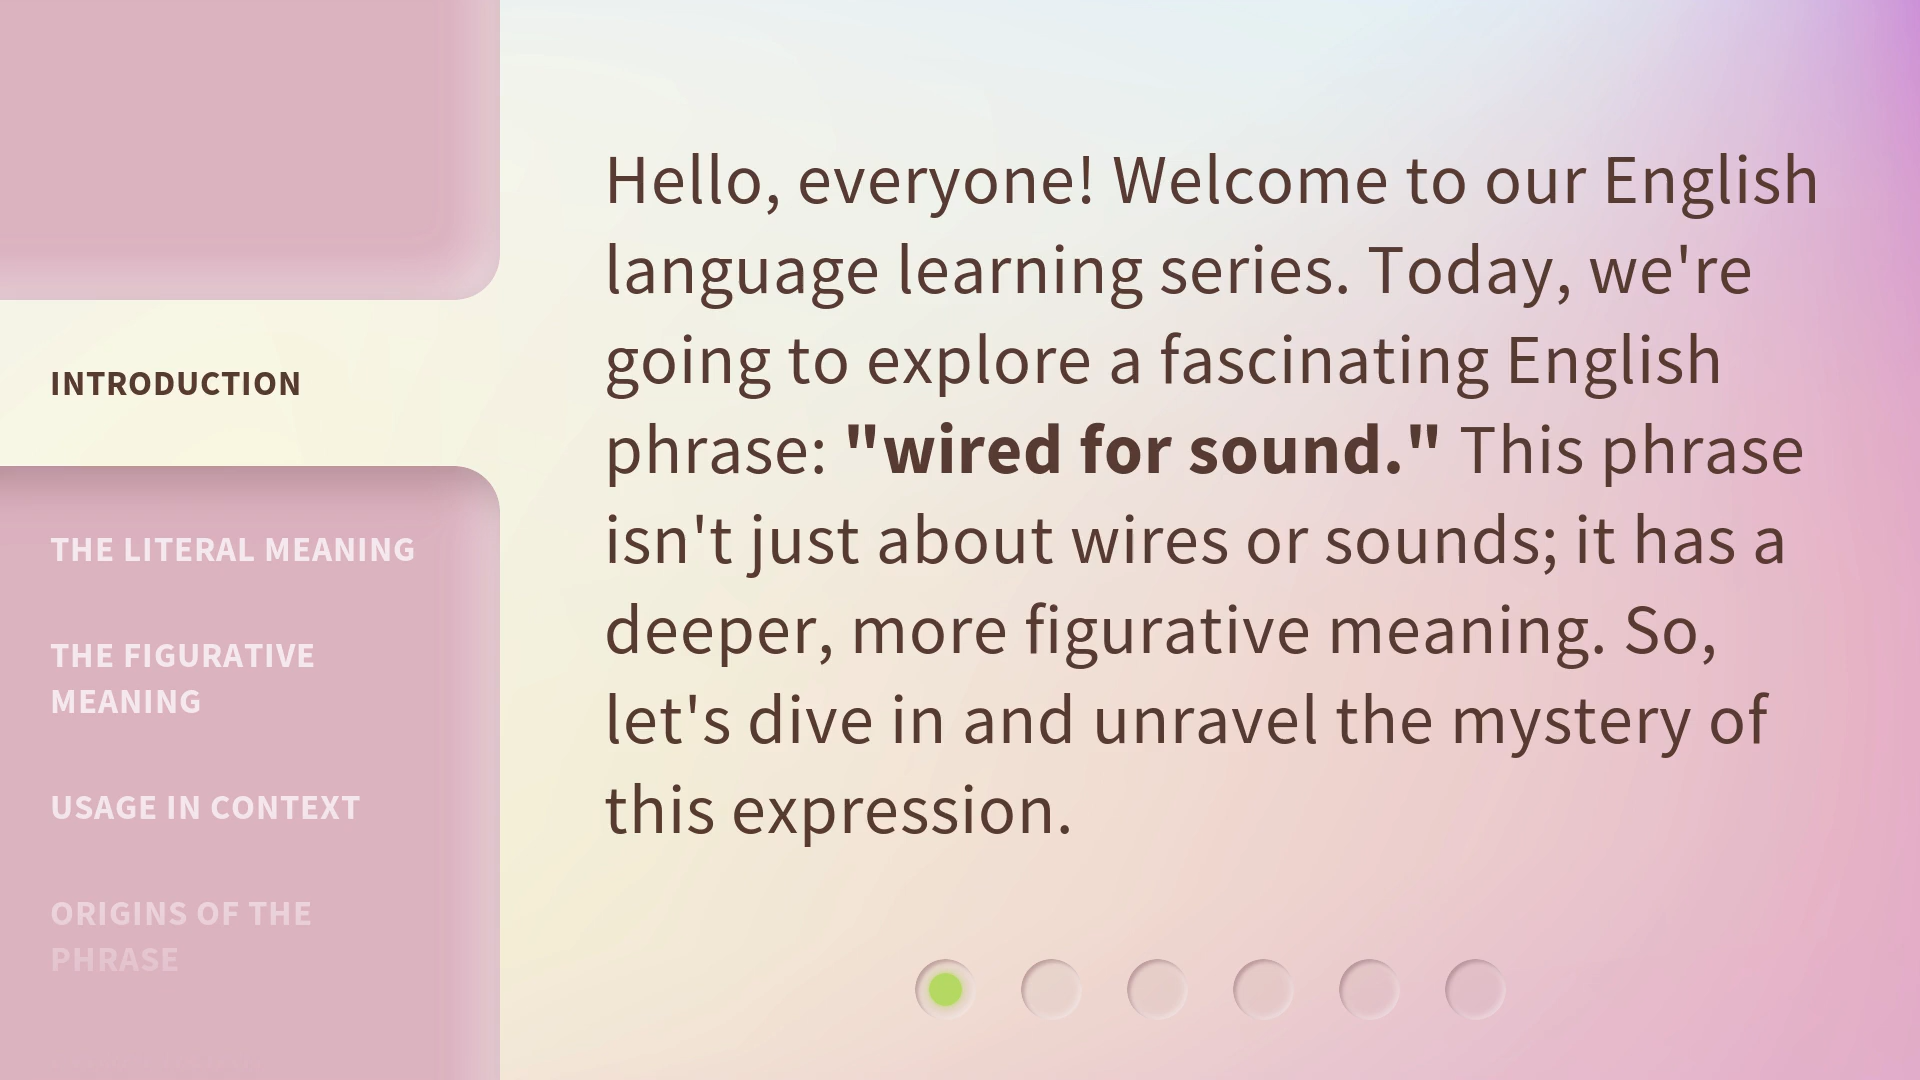 INTRODUCTION
THE LITERAL MEANING
THE FIGURATIVE
MEANING
USAGE IN CONTEXT
ORIGINS OF THE
PHRASE
Hello, everyone! Welcome to our English
language learning series. Today, we're
going to explore a fascinating English
phrase: "wired for sound." This phrase
isn't just about wires or sounds; it has a
deeper, more figurative meaning. So,
let's dive in and unravel the mystery of
this expression.